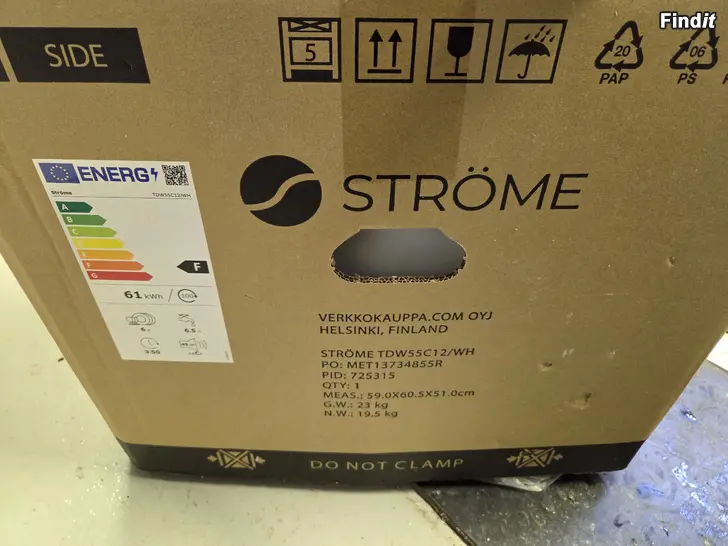 Findit
SIDE
5
20
PAP
06
PS
ENERG
Ströme
TDW55C12/WH
A
B
C
F
G
F
61 kWh
100
6
6.5
3:50
STRÖME
VERKKOKAUPPA.COM OYJ
HELSINKI, FINLAND
STRÖME TDW55C12/WH
PO: MET13734855R
PID: 725315
QTY: 1
MEAS.: 59.0X60.5X51.0cm
G.W.: 23 kg
N.W.: 19.5 kg
DO NOT CLAMP